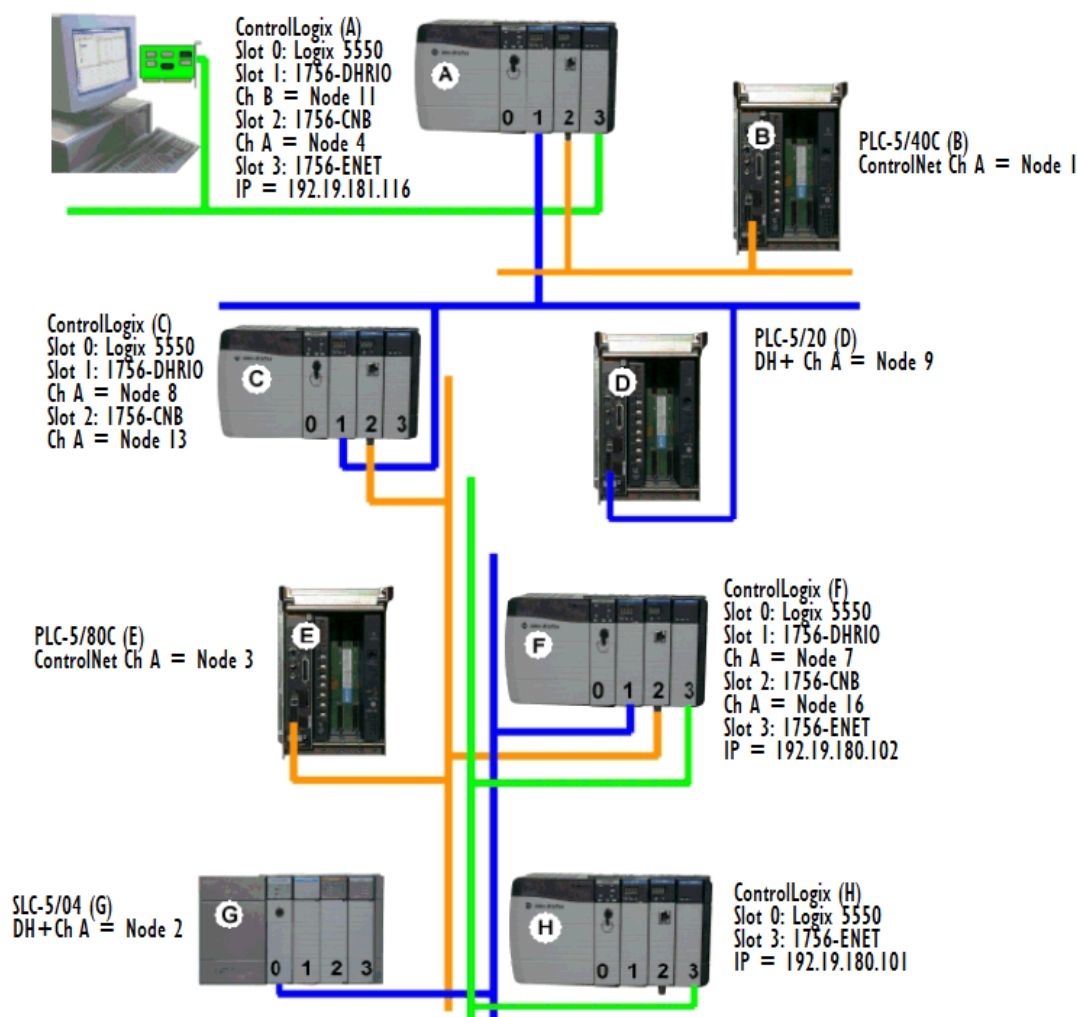 ControlLogix (A)
Slot 0: Logix 5550
Slot 1: 1756-DHRIO
Ch B = Node 11
Slot 2: 1756-CNB
Ch A = Node 4
Slot 3: 1756-ENET
IP = 192.19.181.116
A
0 1 2 3
B
PLC-5/40C (B)
ControlNet Ch A = Node 1
ControlLogix (C)
Slot 0: Logix 5550
Slot 1: 1756-DHRIO
Ch A = Node 8
Slot 2: 1756-CNB
Ch A = Node 13
C
0 1 2 3
D
PLC-5/20 (D)
DH+ Ch A = Node 9
PLC-5/80C (E)
ControlNet Ch A = Node 3
E
F
0 1 2 3
ControlLogix (F)
Slot 0: Logix 5550
Slot 1: 1756-DHRIO
Ch A = Node 7
Slot 2: 1756-CNB
Ch A = Node 16
Slot 3: 1756-ENET
IP = 192.19.180.102
SLC-5/04 (G)
DH+Ch A = Node 2
G
0 1 2 3
H
0 1 2 3
ControlLogix (H)
Slot 0: Logix 5550
Slot 3: 1756-ENET
IP = 192.19.180.101